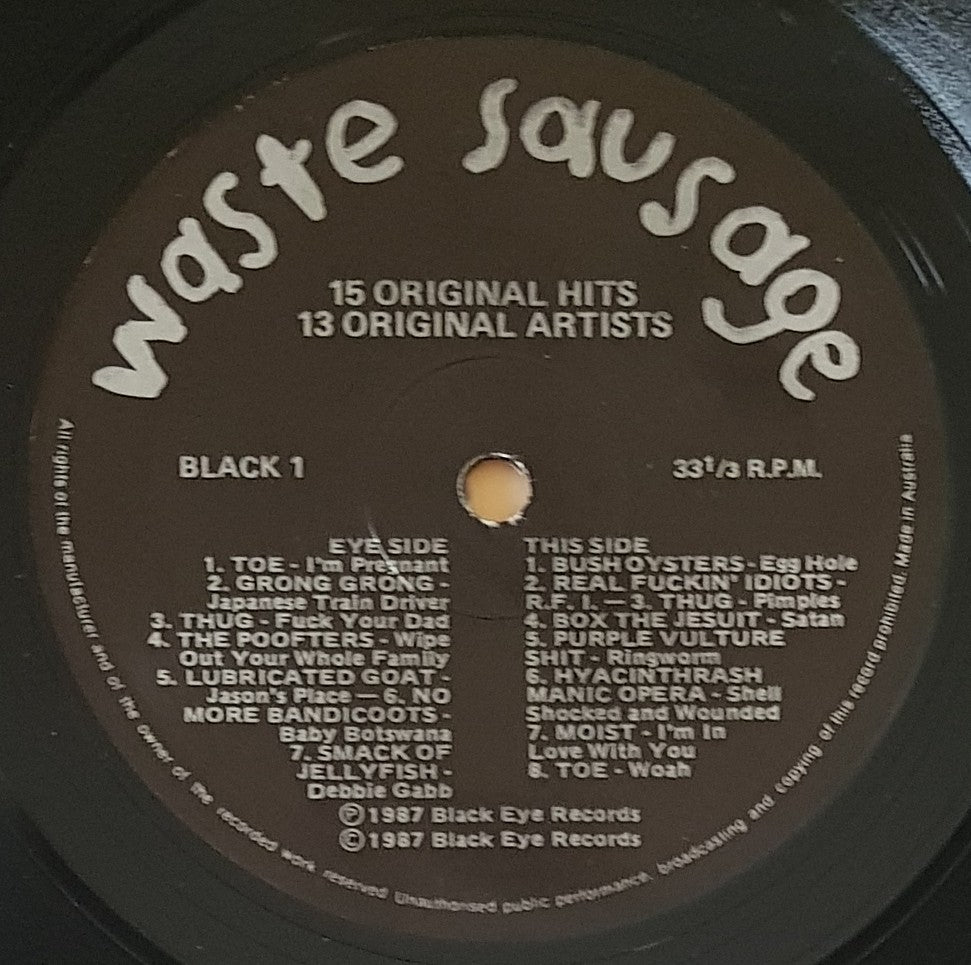 waste sausage
15 ORIGINAL HITS
13 ORIGINAL ARTISTS
BLACK 1
33⅓ R.P.M.
EYE SIDE
1. TOE - I'm Pregnant
2. GRONG GRONG -
Japanese Train Driver
3. THUG - Fuck Your Dad
4. THE POOFTERS - Wipe
Out Your Whole Family
5. LUBRICATED GOAT -
Jason's Place — 6. NO
MORE BANDICOOTS -
Baby Botswana
7. SMACK OF
JELLYFISH -
Debbie Gabb
THIS SIDE
1. BUSH OYSTERS - Egg Hole
2. REAL FUCKIN' IDIOTS -
R.F.I. — 3. THUG - Pimples
4. BOX THE JESUIT - Satan
5. PURPLE VULTURE
SHIT - Ringworm
6. HYACINTHRASH
MANIC OPERA - Shell
Shocked and Wounded
7. MOIST - I'm In
Love With You
8. TOE - Woah
℗ 1987 Black Eye Records
© 1987 Black Eye Records
All rights of the manufacturer and of the owner of the recorded work reserved. Unauthorised public performance, broadcasting and copying of this record prohibited. Made in Australia